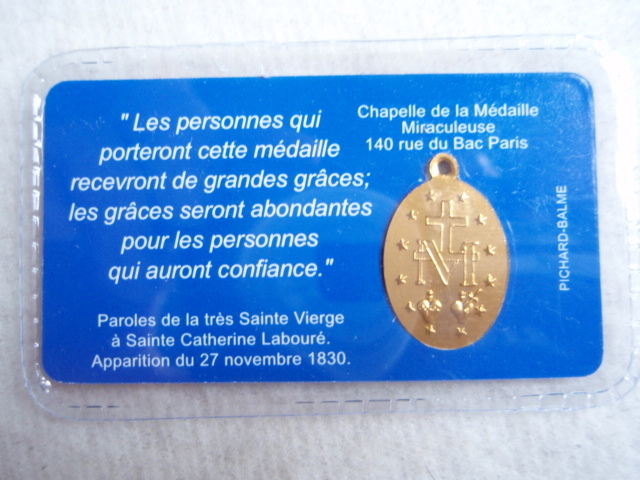 " Les personnes qui
porteront cette médaille
recevront de grandes grâces;
les grâces seront abondantes
pour les personnes
qui auront confiance."
Paroles de la très Sainte Vierge
à Sainte Catherine Labouré.
Apparition du 27 novembre 1830.
Chapelle de la Médaille
Miraculeuse
140 rue du Bac Paris
M
PICHARD-BALME